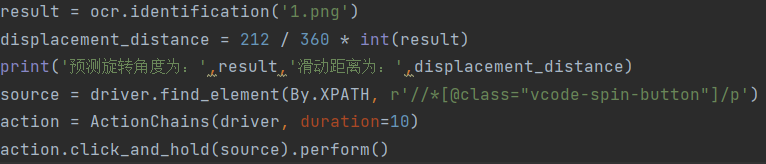 result = ocr.identification('1.png')
displacement_distance = 212 / 360 * int(result)
print('预测旋转角度为：',result,'滑动距离为：',displacement_distance)
source = driver.find_element(By.XPATH, r'//*[@class="vcode-spin-button"]/p')
action = ActionChains(driver, duration=10)
action.click_and_hold(source).perform()